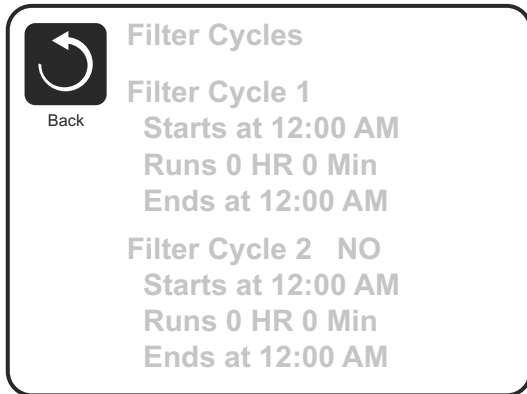 Filter Cycles
Back
Filter Cycle 1
Starts at 12:00 AM
Runs 0 HR 0 Min
Ends at 12:00 AM
Filter Cycle 2 NO
Starts at 12:00 AM
Runs 0 HR 0 Min
Ends at 12:00 AM